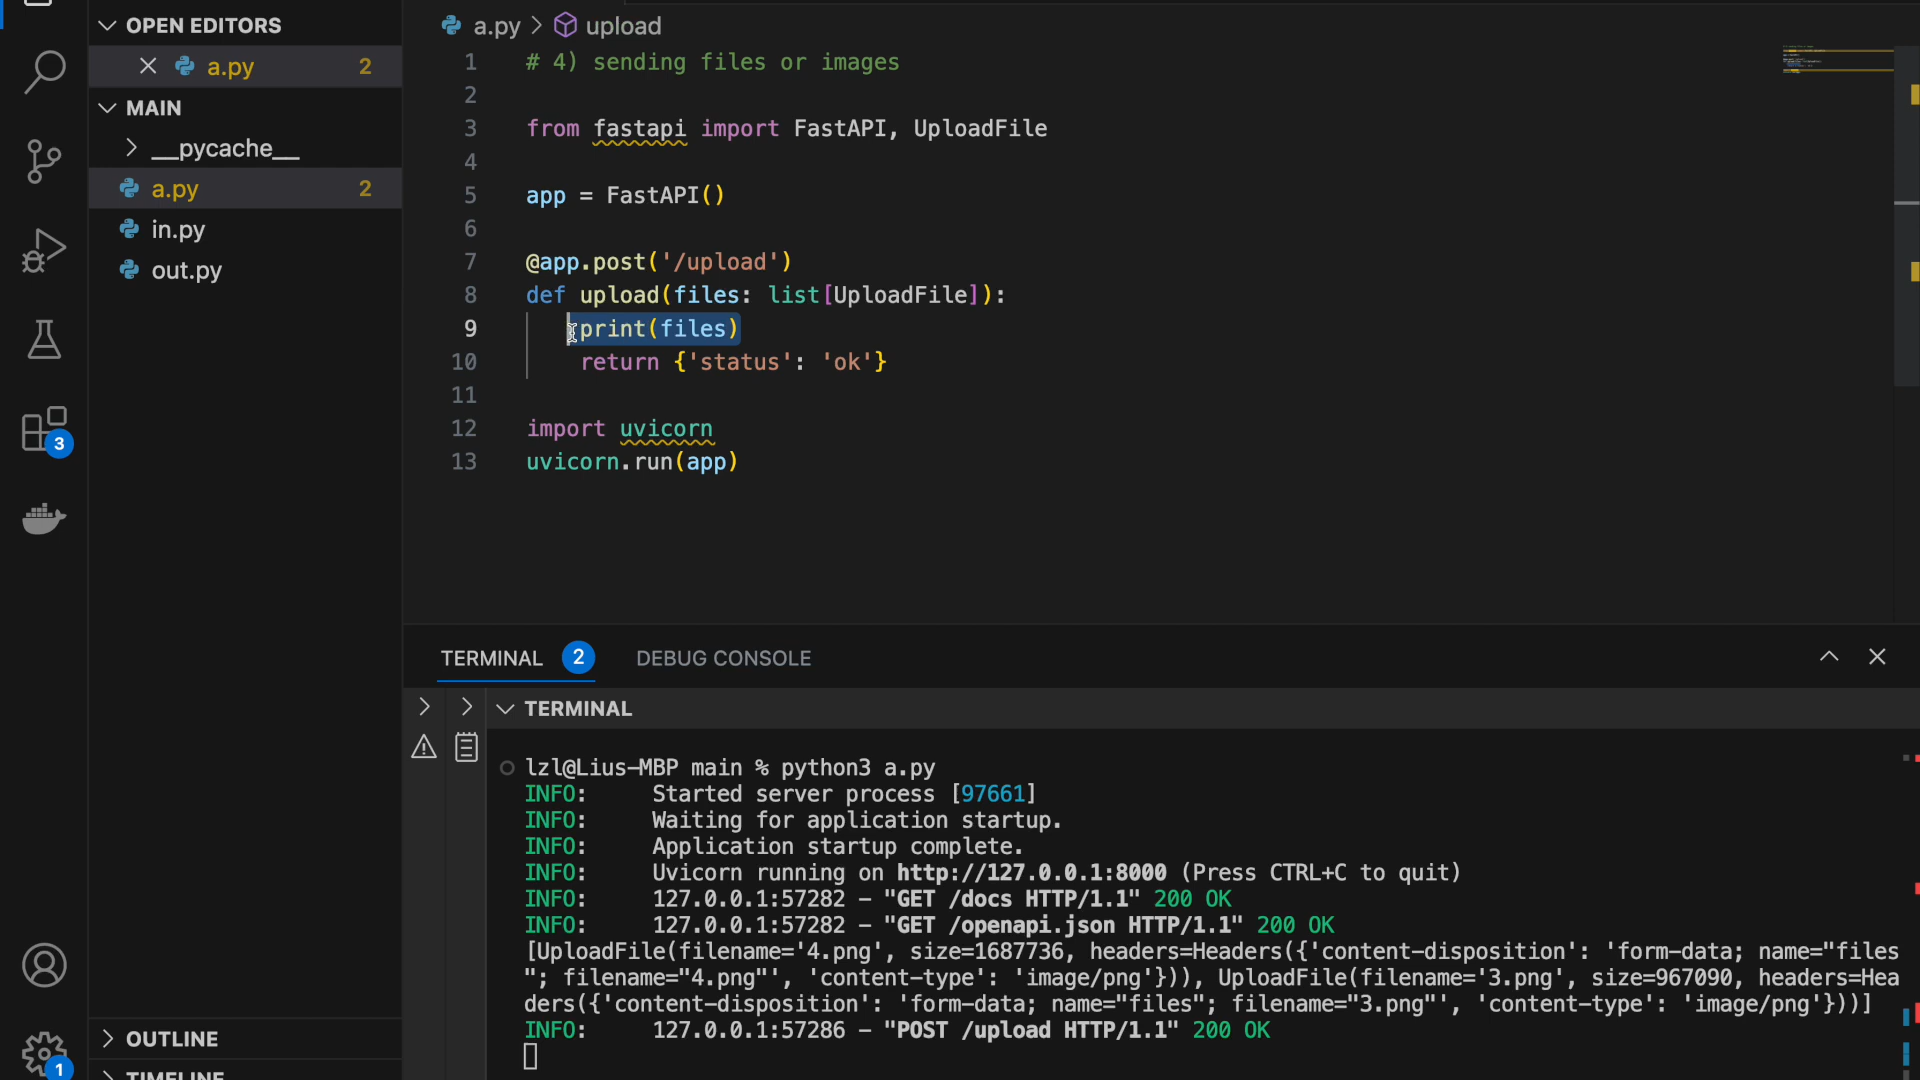 OPEN EDITORS
a.py 2
MAIN
__pycache__
a.py 2
in.py
out.py
3
OUTLINE
1
TIMELINE
a.py > upload
1 # 4) sending files or images
2
3 from fastapi import FastAPI, UploadFile
4
5 app = FastAPI()
6
7 @app.post('/upload')
8 def upload(files: list[UploadFile]):
9 print(files)
10 return {'status': 'ok'}
11
12 import uvicorn
13 uvicorn.run(app)
TERMINAL 2 DEBUG CONSOLE
TERMINAL
lzl@Lius-MBP main % python3 a.py
INFO: Started server process [97661]
INFO: Waiting for application startup.
INFO: Application startup complete.
INFO: Uvicorn running on http://127.0.0.1:8000 (Press CTRL+C to quit)
INFO: 127.0.0.1:57282 - "GET /docs HTTP/1.1" 200 OK
INFO: 127.0.0.1:57282 - "GET /openapi.json HTTP/1.1" 200 OK
[UploadFile(filename='4.png', size=1687736, headers=Headers({'content-disposition': 'form-data; name="files
"; filename="4.png"', 'content-type': 'image/png'})), UploadFile(filename='3.png', size=967090, headers=Hea
ders({'content-disposition': 'form-data; name="files"; filename="3.png"', 'content-type': 'image/png'}))]
INFO: 127.0.0.1:57286 - "POST /upload HTTP/1.1" 200 OK